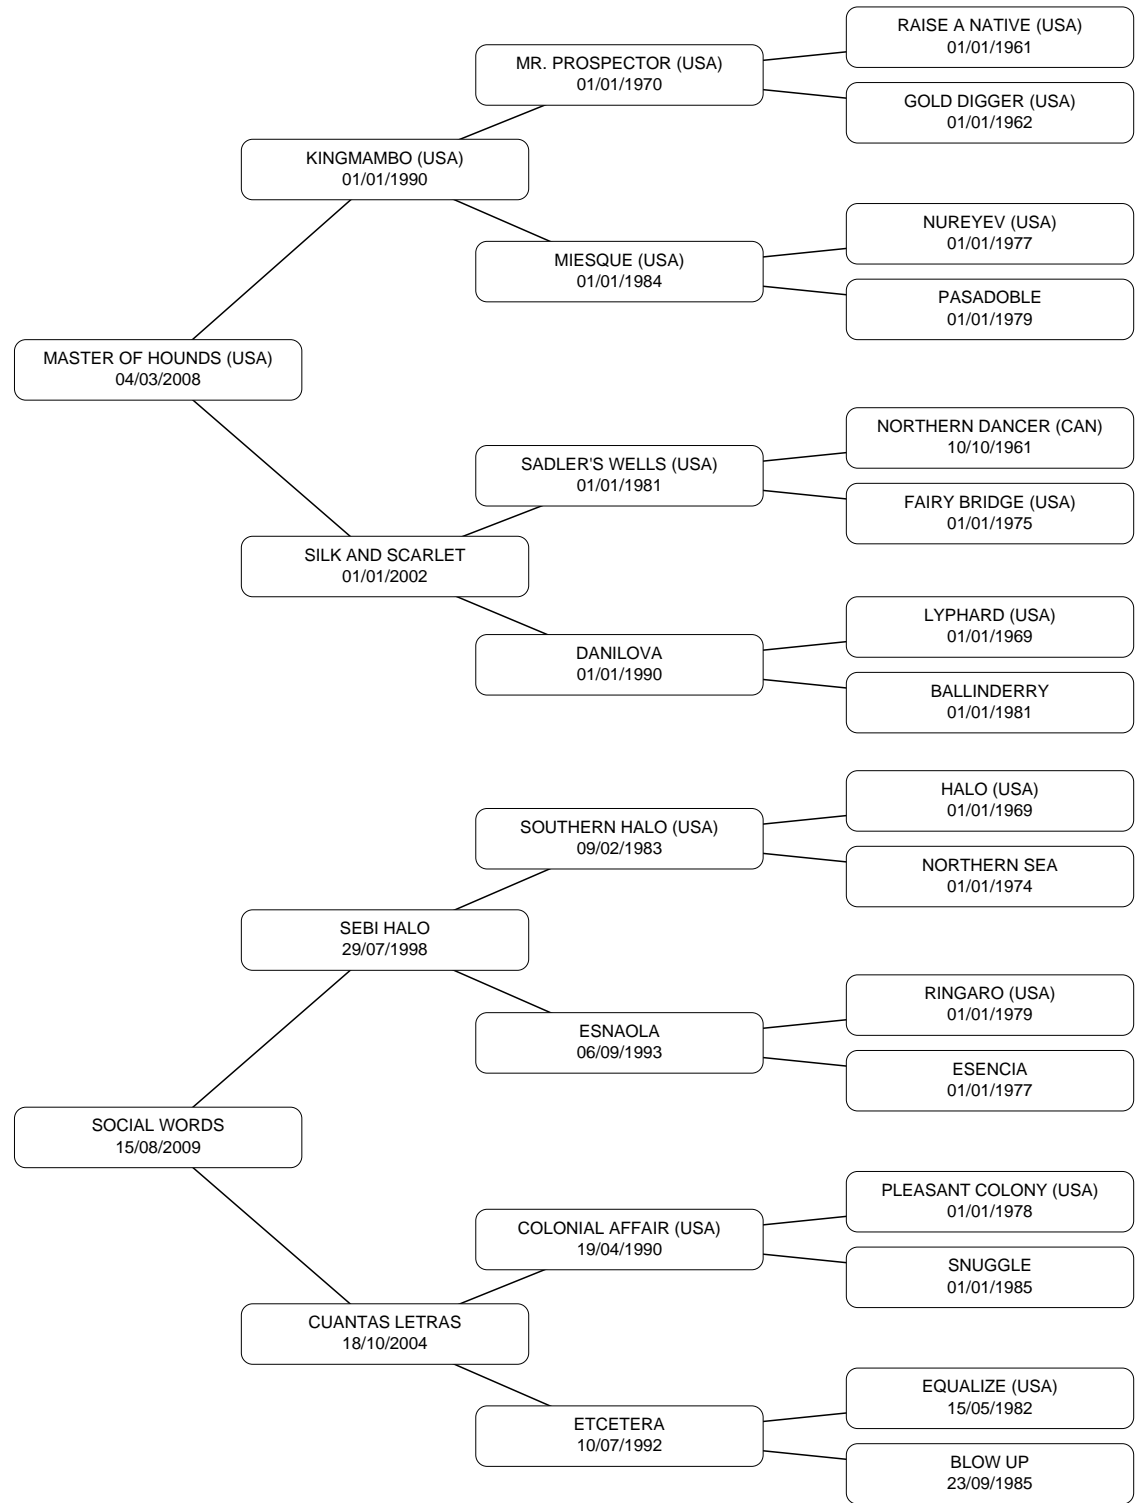 RAISE A NATIVE (USA)
01/01/1961
MR. PROSPECTOR (USA)
01/01/1970
GOLD DIGGER (USA)
01/01/1962
KINGMAMBO (USA)
01/01/1990
NUREYEV (USA)
01/01/1977
MIESQUE (USA)
01/01/1984
PASADOBLE
01/01/1979
MASTER OF HOUNDS (USA)
04/03/2008
NORTHERN DANCER (CAN)
10/10/1961
SADLER'S WELLS (USA)
01/01/1981
FAIRY BRIDGE (USA)
01/01/1975
SILK AND SCARLET
01/01/2002
LYPHARD (USA)
01/01/1969
DANILOVA
01/01/1990
BALLINDERRY
01/01/1981
HALO (USA)
01/01/1969
SOUTHERN HALO (USA)
09/02/1983
NORTHERN SEA
01/01/1974
SEBI HALO
29/07/1998
RINGARO (USA)
01/01/1979
ESNAOLA
06/09/1993
ESENCIA
01/01/1977
SOCIAL WORDS
15/08/2009
PLEASANT COLONY (USA)
01/01/1978
COLONIAL AFFAIR (USA)
19/04/1990
SNUGGLE
01/01/1985
CUANTAS LETRAS
18/10/2004
EQUALIZE (USA)
15/05/1982
ETCETERA
10/07/1992
BLOW UP
23/09/1985